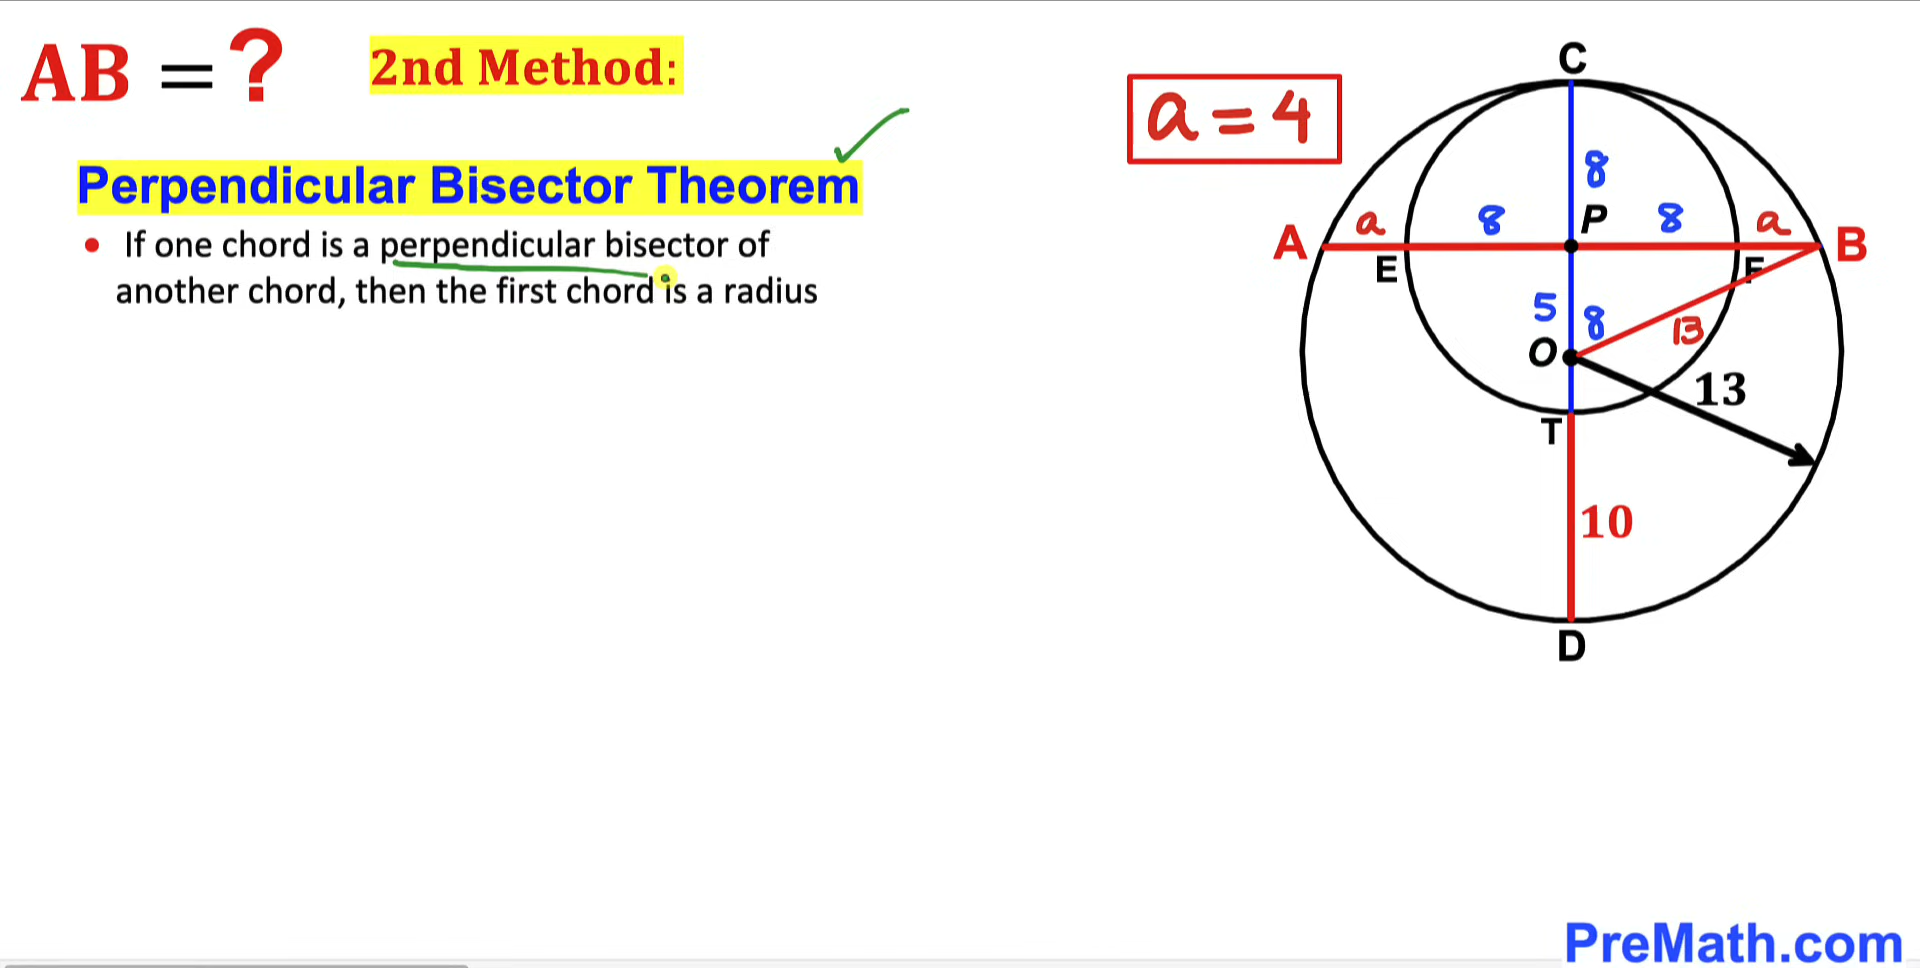 AB = ?
2nd Method:
Perpendicular Bisector Theorem
• If one chord is a perpendicular bisector of
another chord, then the first chord is a radius
a = 4
C
8
A a 8 P 8 a B
E F
5 8 13
O
13
T
10
D
PreMath.com